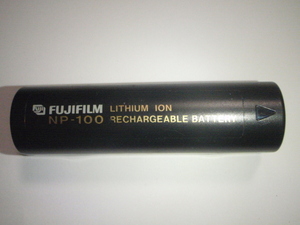 FUJIFILM LITHIUM ION
NP-100 RECHARGEABLE BATTERY